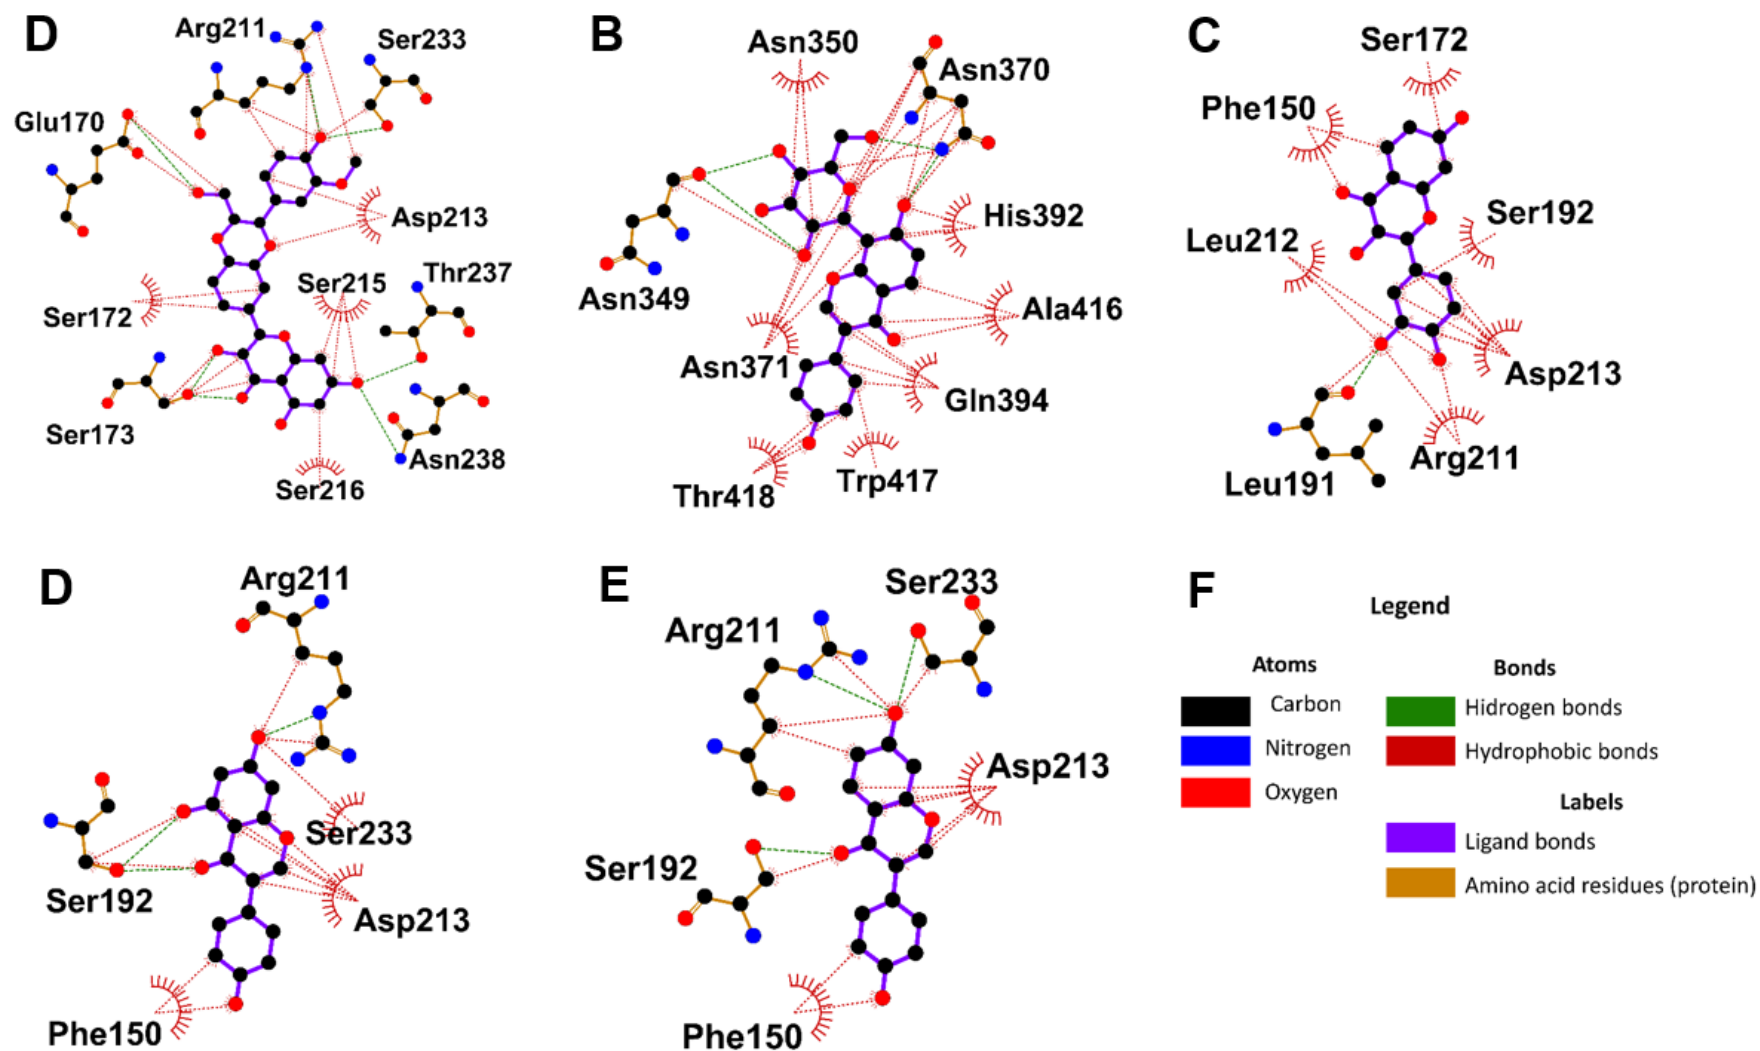 D
Arg211
Ser233
Glu170
Asp213
Ser215
Thr237
Ser172
Ser173
Asn238
Ser216
B
Asn350
Asn370
His392
Asn349
Ala416
Asn371
Gln394
Thr418
Trp417
C
Ser172
Phe150
Ser192
Leu212
Asp213
Arg211
Leu191
D
Arg211
Ser233
Ser192
Asp213
Phe150
E
Ser233
Arg211
Asp213
Ser192
Phe150
F
Legend
Atoms
Carbon
Nitrogen
Oxygen
Bonds
Hidrogen bonds
Hydrophobic bonds
Labels
Ligand bonds
Amino acid residues (protein)